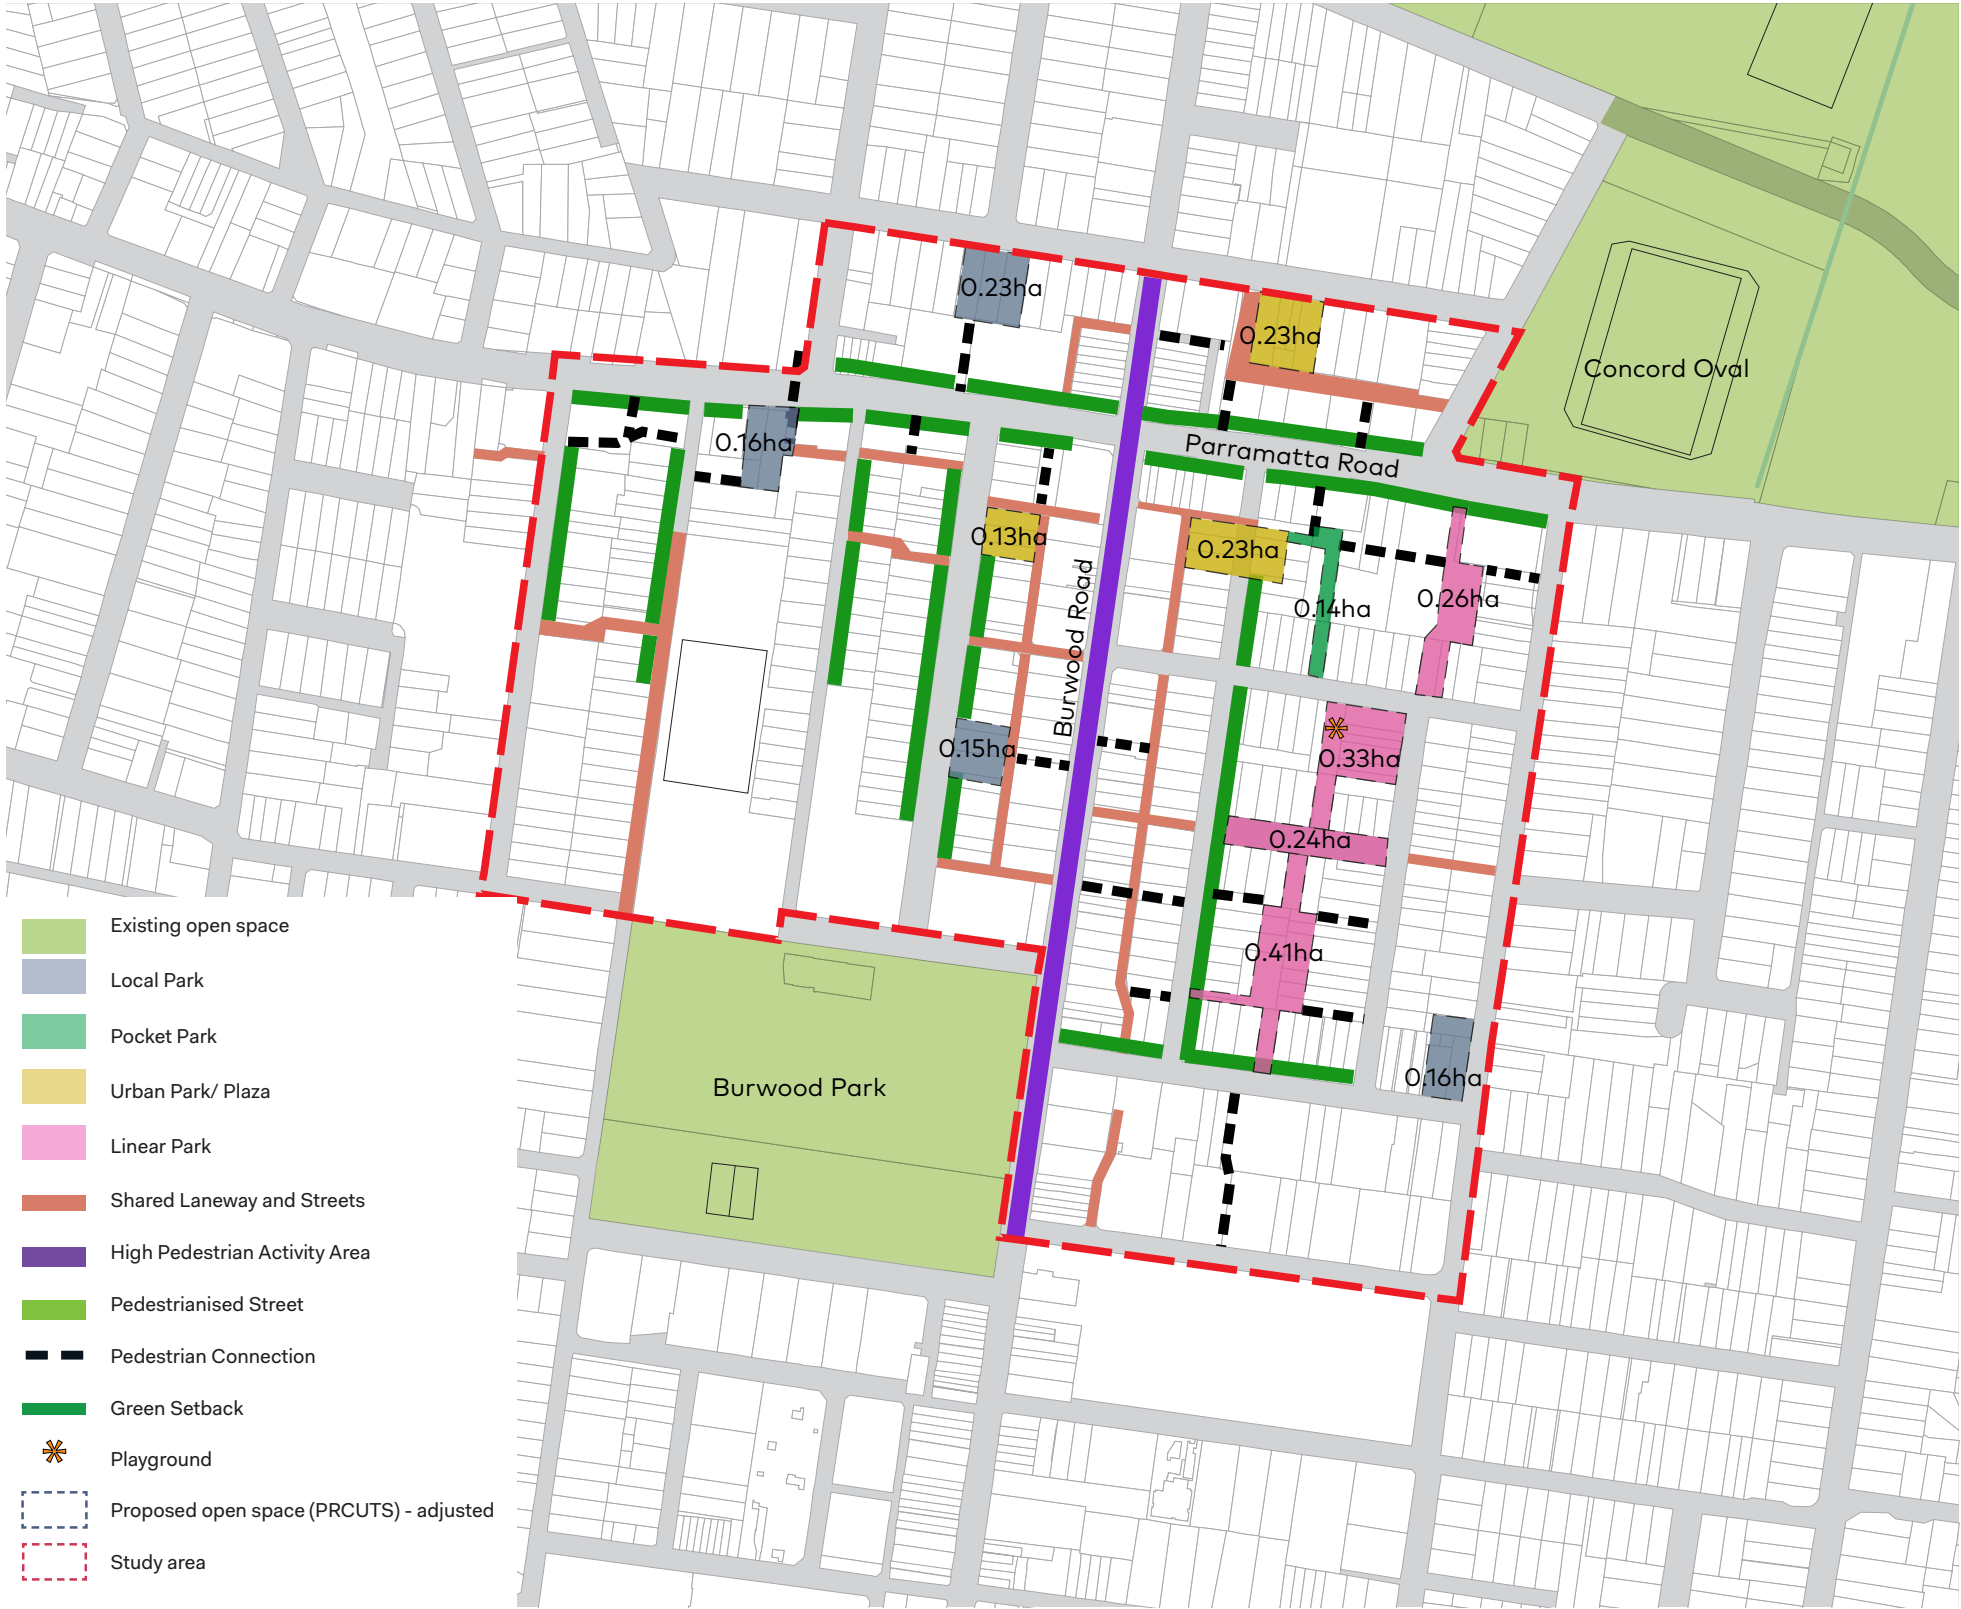 0.23ha
0.23ha
Concord Oval
0.16ha
Parramatta Road
0.13ha
0.23ha
0.14ha
0.26ha
Burwood Road
0.15ha
0.33ha
0.24ha
0.41ha
0.16ha
Burwood Park
Existing open space
Local Park
Pocket Park
Urban Park/ Plaza
Linear Park
Shared Laneway and Streets
High Pedestrian Activity Area
Pedestrianised Street
Pedestrian Connection
Green Setback
Playground
Proposed open space (PRCUTS) - adjusted
Study area